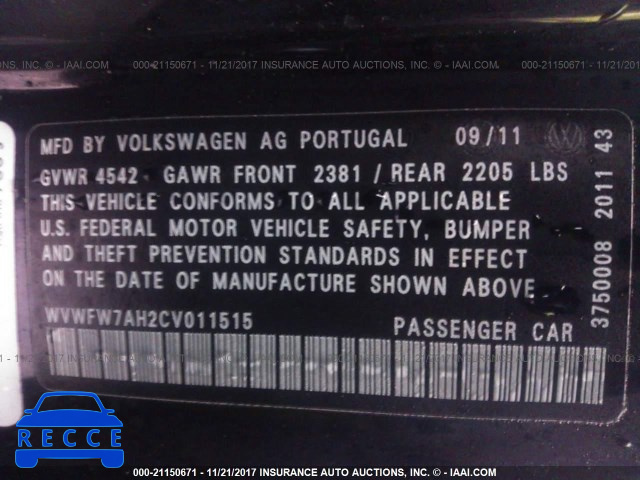 000-21150671 - 11/21/2017 INSURANCE AUTO AUCTIONS, INC. - © IAAI.COM
MFD BY VOLKSWAGEN AG PORTUGAL 09/11
GVWR 4542 GAWR FRONT 2381 / REAR 2205 LBS
THIS VEHICLE CONFORMS TO ALL APPLICABLE
U.S. FEDERAL MOTOR VEHICLE SAFETY, BUMPER
AND THEFT PREVENTION STANDARDS IN EFFECT
ON THE DATE OF MANUFACTURE SHOWN ABOVE.
WVWFW7AH2CV011515 PASSENGER CAR
3750008 2011 43
RECCE
000-21150671 - 11/21/2017 INSURANCE AUTO AUCTIONS, INC. - © IAAI.COM